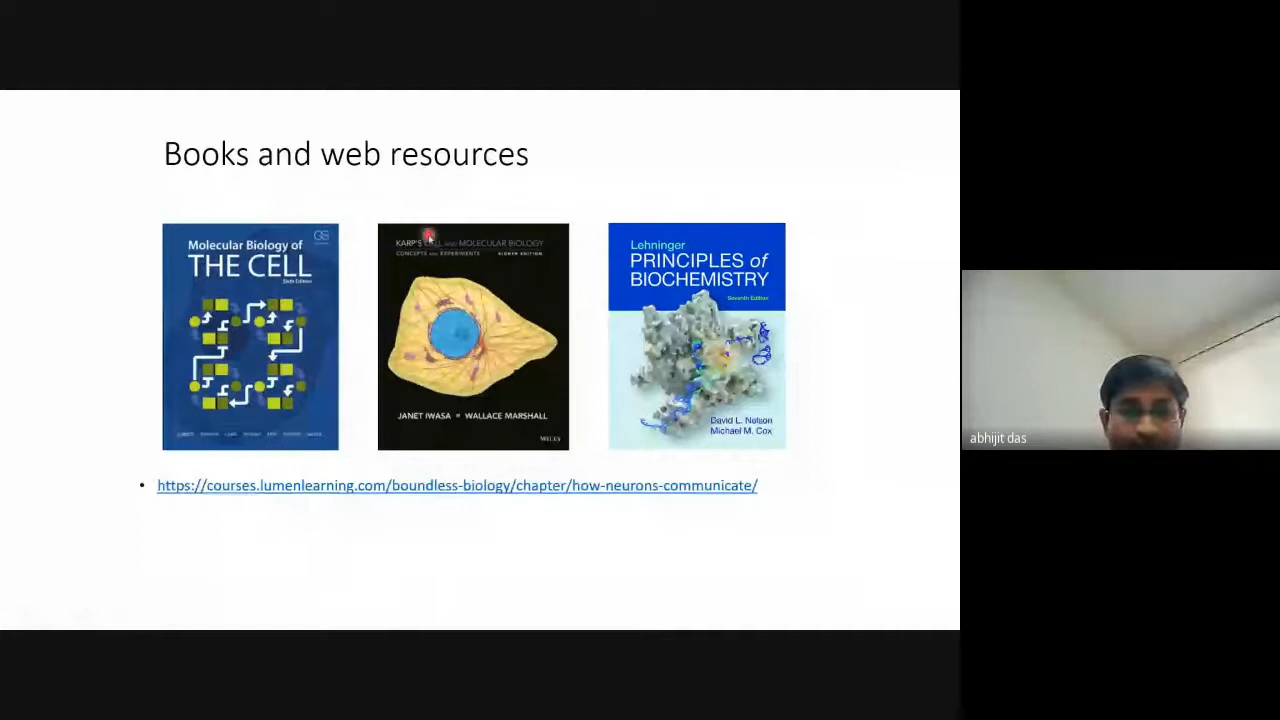 Books and web resources
Molecular Biology of
THE CELL
Sixth Edition
KARP'S CELL AND MOLECULAR BIOLOGY
CONCEPTS AND EXPERIMENTS EIGHTH EDITION
JANET IWASA WALLACE MARSHALL
WILEY
Lehninger
PRINCIPLES of
BIOCHEMISTRY
Seventh Edition
David L. Nelson
Michael M. Cox
• https://courses.lumenlearning.com/boundless-biology/chapter/how-neurons-communicate/
abhijit das